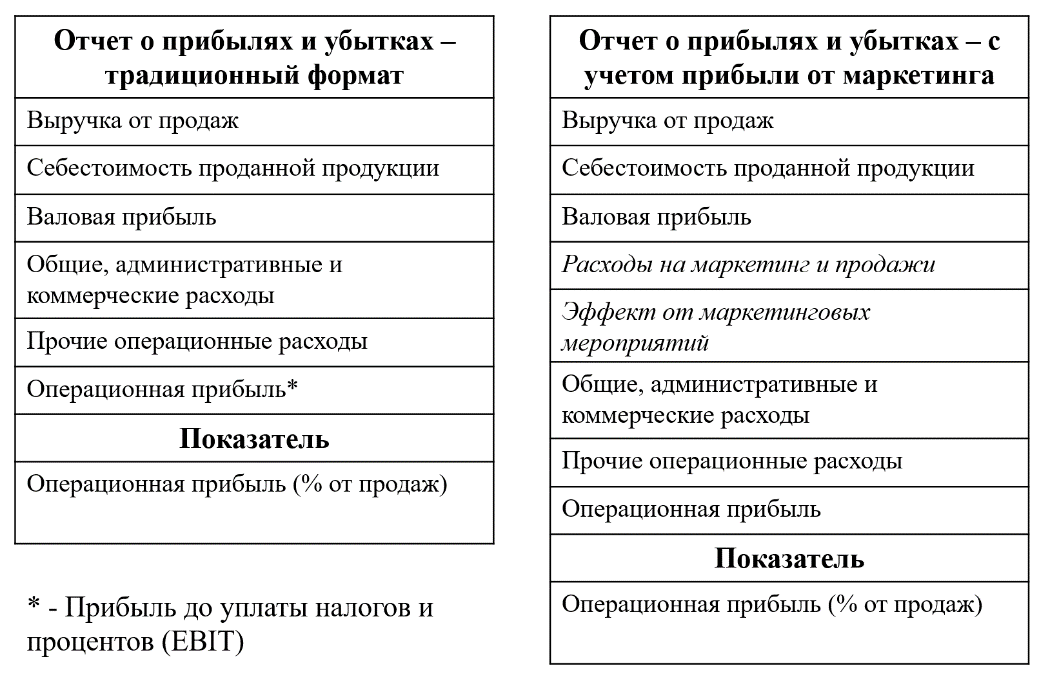 Отчет о прибылях и убытках –
традиционный формат
Выручка от продаж
Себестоимость проданной продукции
Валовая прибыль
Общие, административные и
коммерческие расходы
Прочие операционные расходы
Операционная прибыль*
Показатель
Операционная прибыль (% от продаж)
* - Прибыль до уплаты налогов и
процентов (EBIT)
Отчет о прибылях и убытках – с
учетом прибыли от маркетинга
Выручка от продаж
Себестоимость проданной продукции
Валовая прибыль
Расходы на маркетинг и продажи
Эффект от маркетинговых
мероприятий
Общие, административные и
коммерческие расходы
Прочие операционные расходы
Операционная прибыль
Показатель
Операционная прибыль (% от продаж)